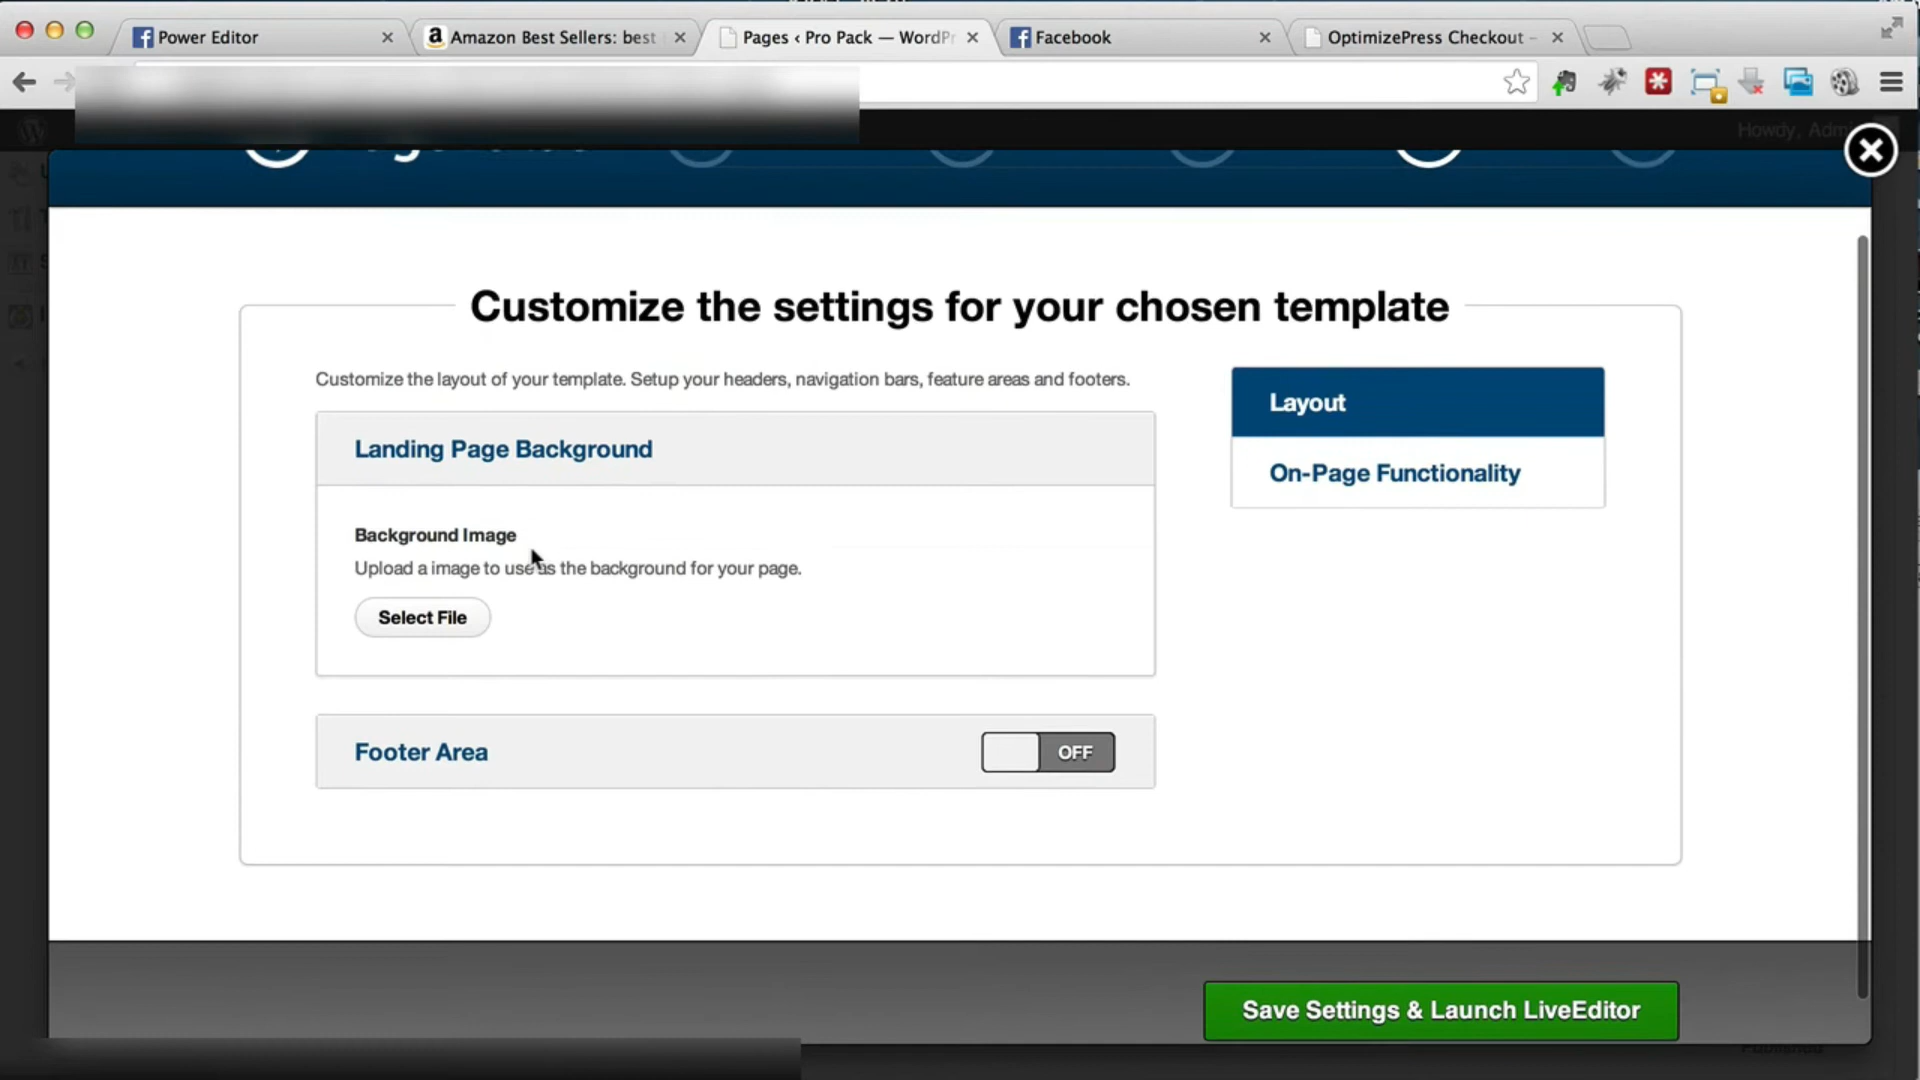 Power Editor
Amazon Best Sellers: best
Pages ‹ Pro Pack — WordPr
Facebook
OptimizePress Checkout –
Howdy, Admi
Customize the settings for your chosen template
Customize the layout of your template. Setup your headers, navigation bars, feature areas and footers.
Landing Page Background
Background Image
Upload a image to use as the background for your page.
Select File
Footer Area
OFF
Layout
On-Page Functionality
Save Settings & Launch LiveEditor